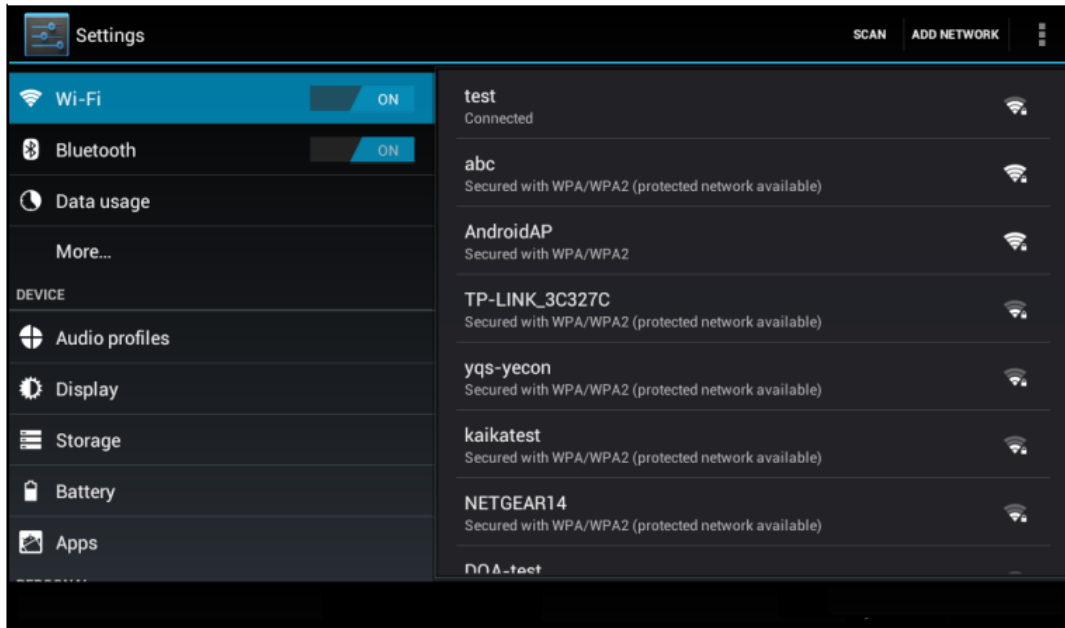 Settings
SCAN
ADD NETWORK
Wi-Fi
ON
Bluetooth
ON
Data usage
More...
DEVICE
Audio profiles
Display
Storage
Battery
Apps
test
Connected
abc
Secured with WPA/WPA2 (protected network available)
AndroidAP
Secured with WPA/WPA2
TP-LINK_3C327C
Secured with WPA/WPA2 (protected network available)
yqs-yecon
Secured with WPA/WPA2 (protected network available)
kaikatest
Secured with WPA/WPA2 (protected network available)
NETGEAR14
Secured with WPA/WPA2 (protected network available)